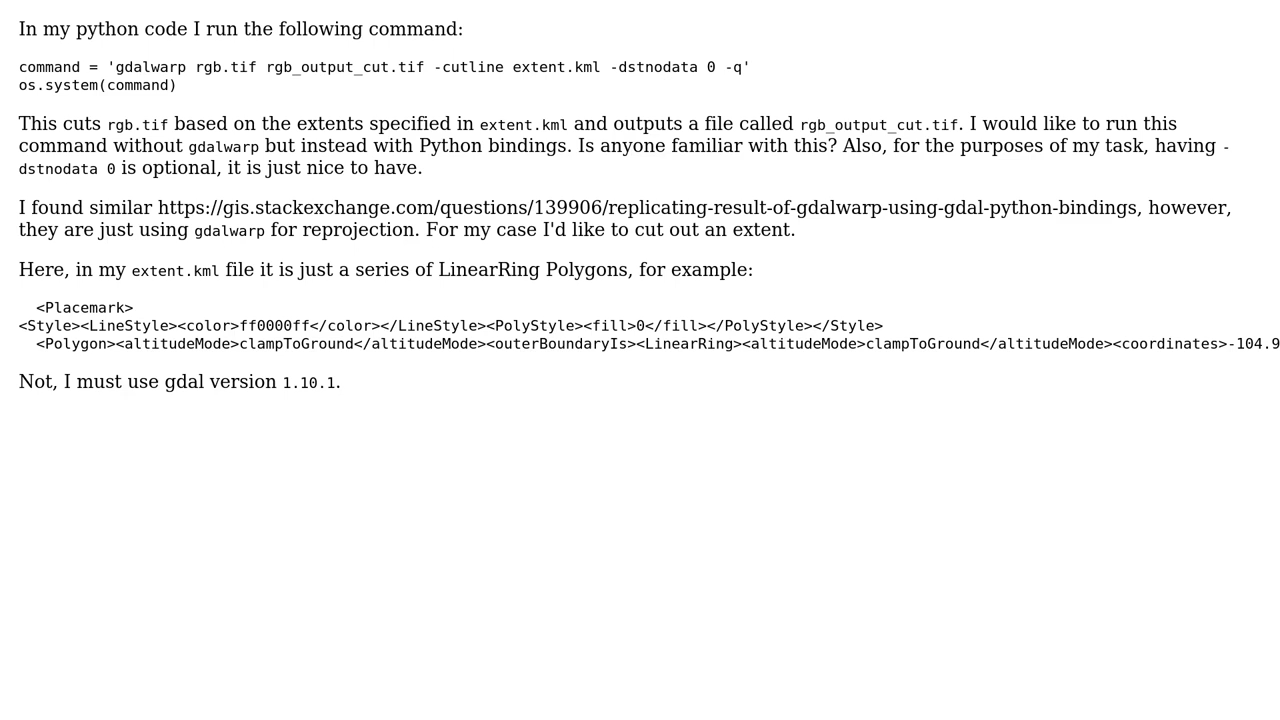 In my python code I run the following command:
command = 'gdalwarp rgb.tif rgb_output_cut.tif -cutline extent.kml -dstnodata 0 -q'
os.system(command)
This cuts rgb.tif based on the extents specified in extent.kml and outputs a file called rgb_output_cut.tif. I would like to run this
command without gdalwarp but instead with Python bindings. Is anyone familiar with this? Also, for the purposes of my task, having -
dstnodata 0 is optional, it is just nice to have.
I found similar https://gis.stackexchange.com/questions/139906/replicating-result-of-gdalwarp-using-gdal-python-bindings, however,
they are just using gdalwarp for reprojection. For my case I'd like to cut out an extent.
Here, in my extent.kml file it is just a series of LinearRing Polygons, for example:
  <Placemark>
<Style><LineStyle><color>ff0000ff</color></LineStyle><PolyStyle><fill>0</fill></PolyStyle></Style>
  <Polygon><altitudeMode>clampToGround</altitudeMode><outerBoundaryIs><LinearRing><altitudeMode>clampToGround</altitudeMode><coordinates>-104.9
Not, I must use gdal version 1.10.1.